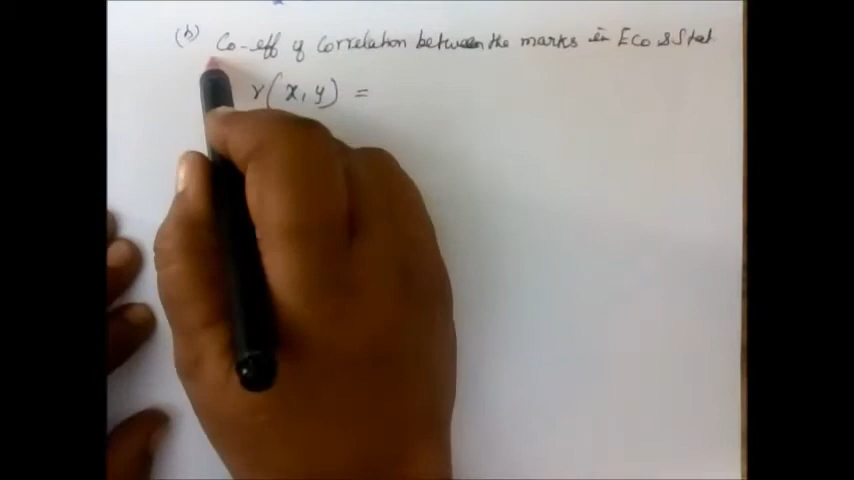 (b) Co-eff of Correlation between the marks in Eco & Stat.
r(x, y) =